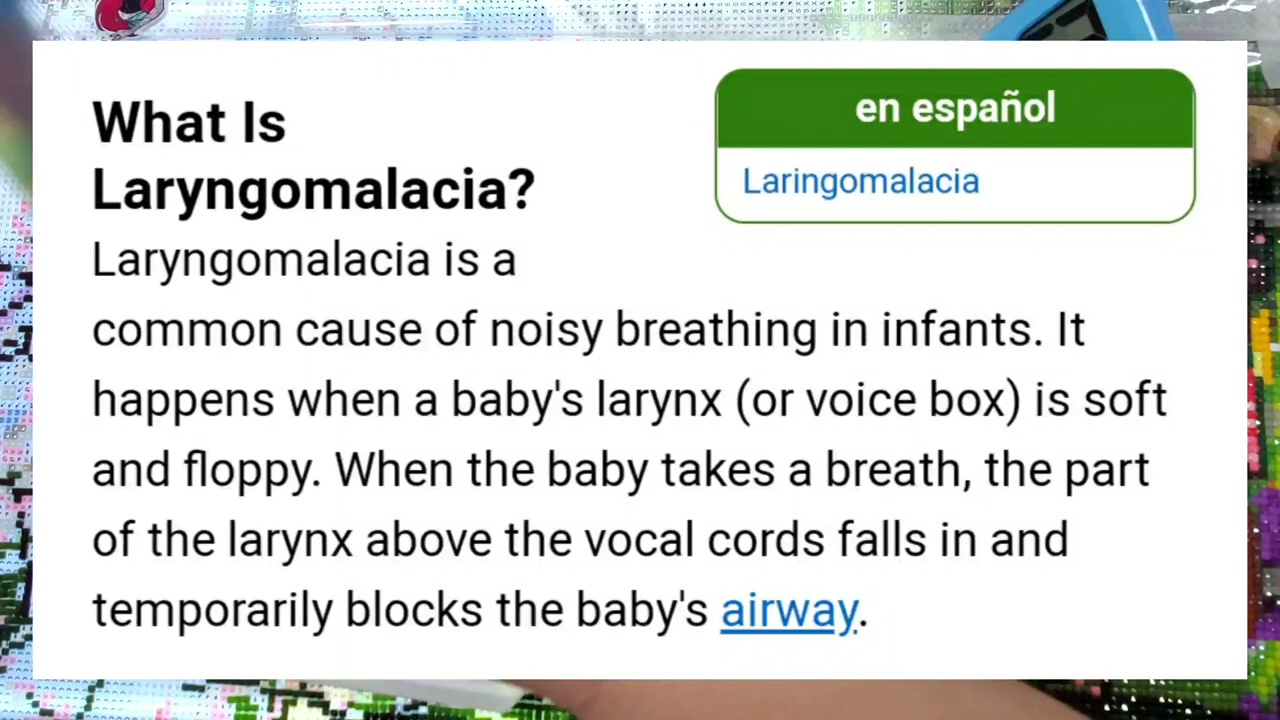 What Is
Laryngomalacia?
en español
Laringomalacia
Laryngomalacia is a
common cause of noisy breathing in infants. It
happens when a baby's larynx (or voice box) is soft
and floppy. When the baby takes a breath, the part
of the larynx above the vocal cords falls in and
temporarily blocks the baby's airway.